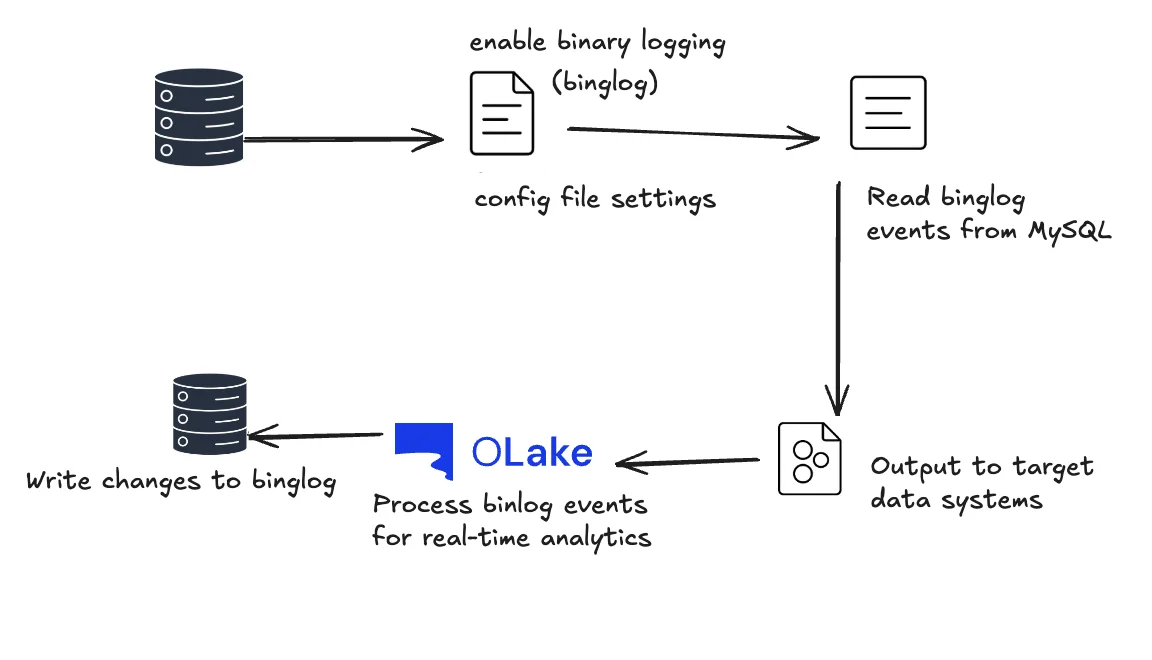 enable binary logging
(binglog)
config file settings
Read binglog
events from MySQL
Output to target
data systems
OLake
Process binlog events
for real-time analytics
Write changes to binglog